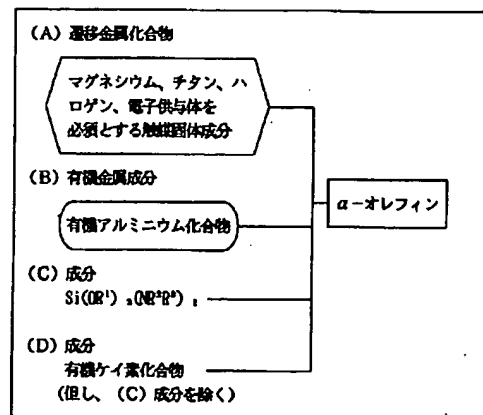 (A) 遷移金属化合物
マグネシウム、チタン、ハ
ロゲン、電子供与体を
必須とする触媒固体成分
(B) 有機金属成分
有機アルミニウム化合物
α-オレフィン
(C) 成分
Si(OR¹)
(D) 成分
有機ケイ素化合物
(但し、(C) 成分を除く)